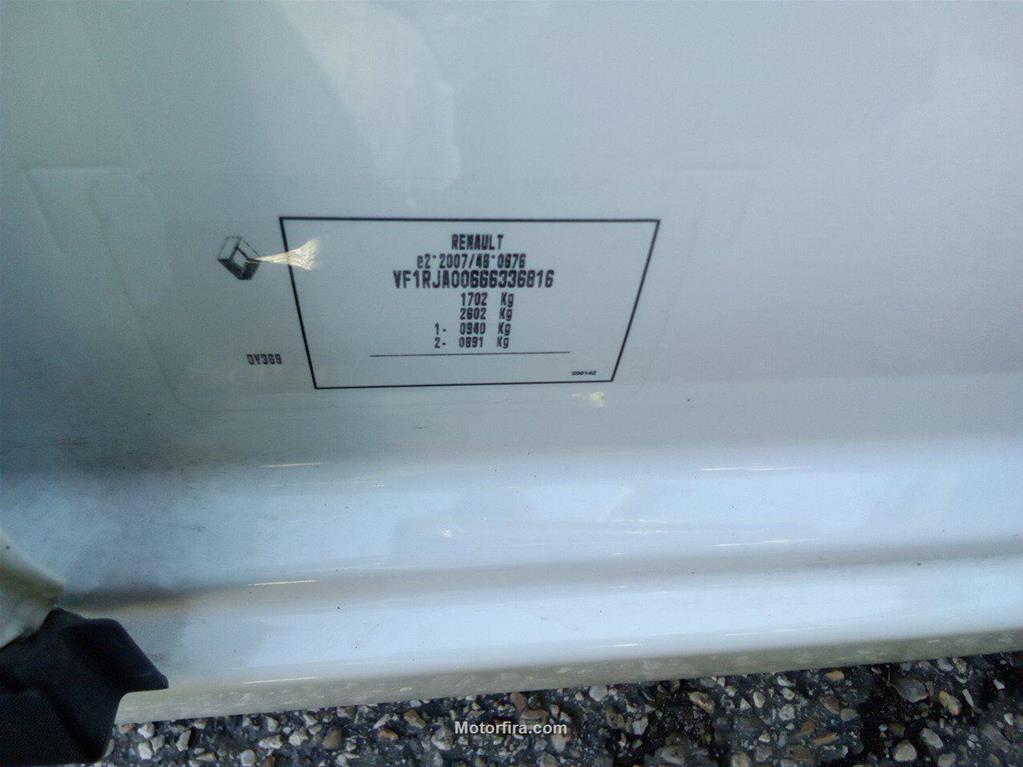 RENAULT
e2*2007/46*0676
VF1RJA00666336816
1702 Kg
2602 Kg
1- 0940 Kg
2- 0891 Kg
DV369
Motorfira.com